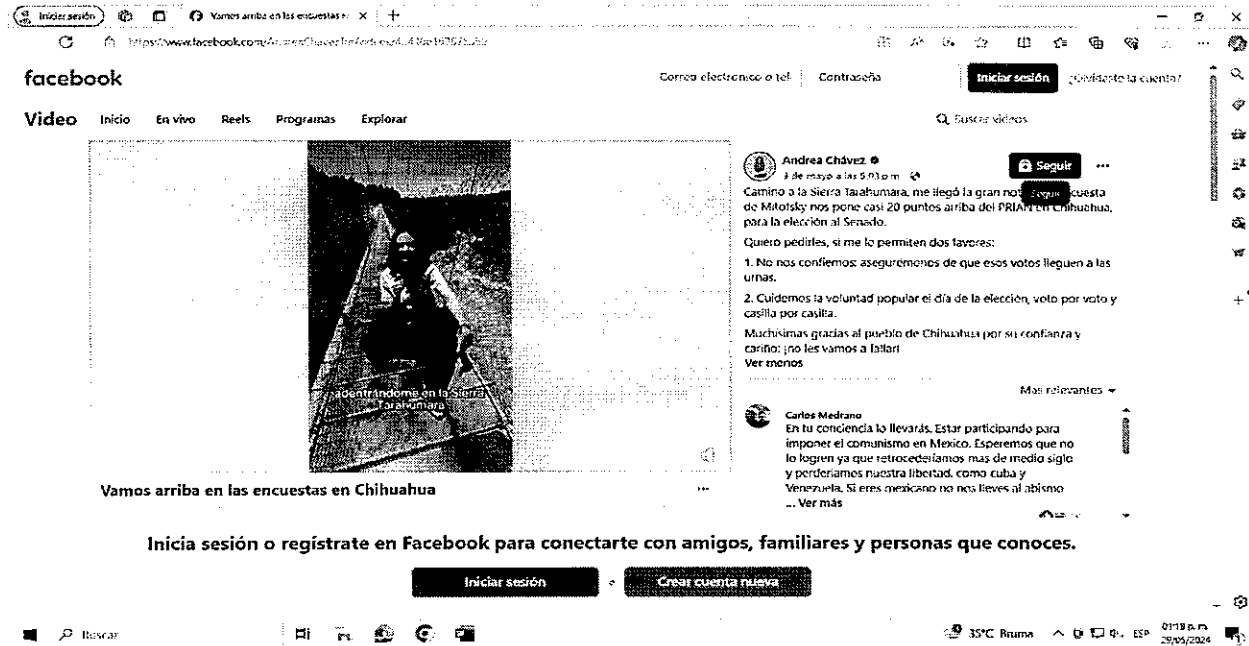 Iniciar sesión
Vamos arriba en las encuestas e
facebook
Correo electrónico o tel
Contraseña
Iniciar sesión
¿Olvidaste la cuenta?
Video
Inicio
En vivo
Reels
Programas
Explorar
Buscar videos
Andrea Chávez
3 de mayo a las
Seguir
Camino a la Sierra Tarahumara, me llegó la gran
Seguir
de Mitofsky nos pone casi 20 puntos arriba del PRIAN en Chihuahua,
para la elección al Senado.
Quiero pedirles, si me lo permiten dos favores:
1. No nos confiemos: asegurémonos de que esos votos lleguen a las
urnas.
2. Cuidemos la voluntad popular el día de la elección, voto por voto y
casilla por casilla.
Muchísimas gracias al pueblo de Chihuahua por su confianza y
cariño: ¡no les vamos a fallar!
Ver menos
Más relevantes
Carlos Medrano
En tu conciencia lo llevarás. Estar participando para
imponer el comunismo en Mexico. Esperemos que no
lo logren ya que retrocederíamos mas de medio siglo
y perderiamos nuestra libertad. como cuba y
Venezuela. Si eres mexicano no nos lleves al abismo
... Ver más
adentrándome en la Sierra
Tarahumara
Vamos arriba en las encuestas en Chihuahua
Inicia sesión o regístrate en Facebook para conectarte con amigos, familiares y personas que conoces.
Iniciar sesión
o
Crear cuenta nueva
Buscar
35°C Bruma
ESP
01:18 p. m.
29/05/2024